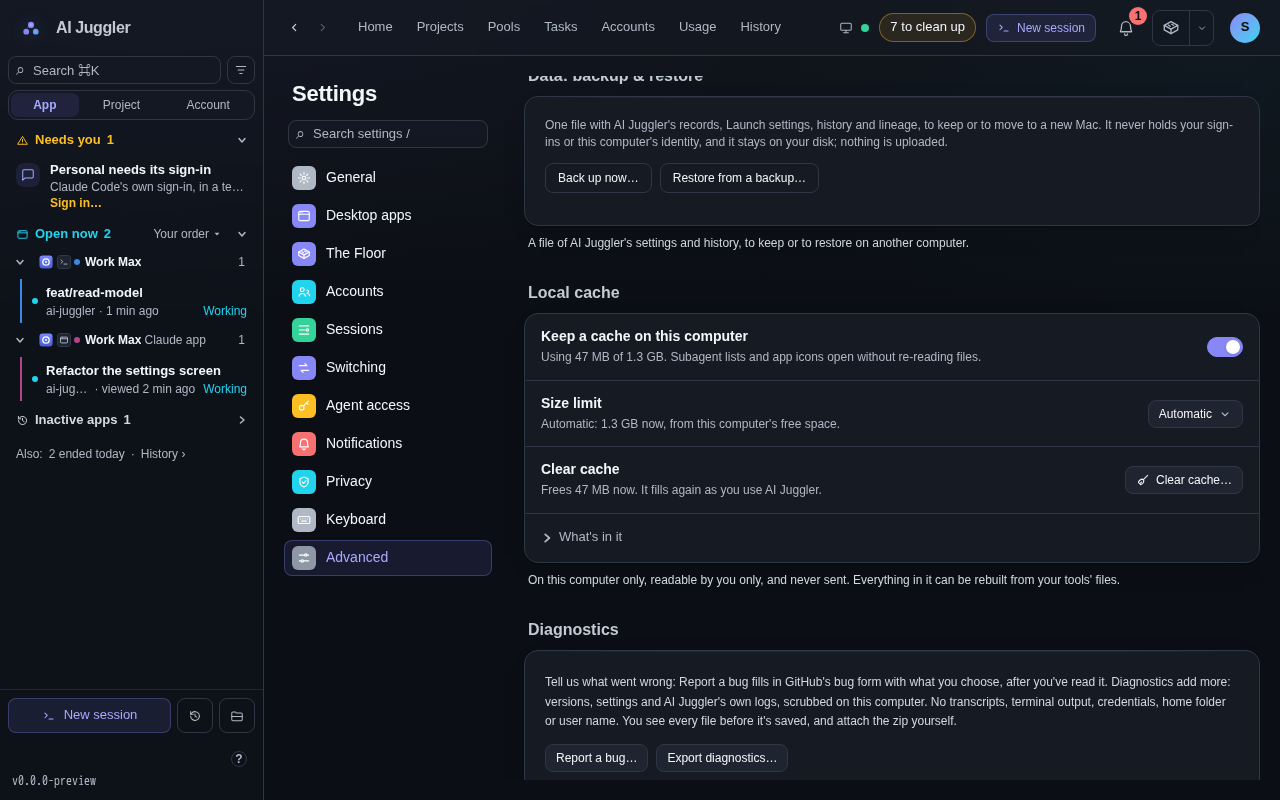 AI Juggler
Search ⌘K
App
Project
Account
Needs you 1
Personal needs its sign-in
Claude Code's own sign-in, in a te…
Sign in…
Open now 2
Your order
Work Max
1
feat/read-model
ai-juggler · 1 min ago
Working
Work Max Claude app
1
Refactor the settings screen
ai-jug… · viewed 2 min ago
Working
Inactive apps 1
Also: 2 ended today · History ›
New session
?
v0.0.0-preview
Home
Projects
Pools
Tasks
Accounts
Usage
History
7 to clean up
New session
1
S
Settings
Search settings /
General
Desktop apps
The Floor
Accounts
Sessions
Switching
Agent access
Notifications
Privacy
Keyboard
Advanced
Data: backup & restore
One file with AI Juggler's records, Launch settings, history and lineage, to keep or to move to a new Mac. It never holds your sign-
ins or this computer's identity, and it stays on your disk; nothing is uploaded.
Back up now…
Restore from a backup…
A file of AI Juggler's settings and history, to keep or to restore on another computer.
Local cache
Keep a cache on this computer
Using 47 MB of 1.3 GB. Subagent lists and app icons open without re-reading files.
Size limit
Automatic: 1.3 GB now, from this computer's free space.
Automatic
Clear cache
Frees 47 MB now. It fills again as you use AI Juggler.
Clear cache…
What's in it
On this computer only, readable by you only, and never sent. Everything in it can be rebuilt from your tools' files.
Diagnostics
Tell us what went wrong: Report a bug fills in GitHub's bug form with what you choose, after you've read it. Diagnostics add more:
versions, settings and AI Juggler's own logs, scrubbed on this computer. No transcripts, terminal output, credentials, home folder
or user name. You see every file before it's saved, and attach the zip yourself.
Report a bug…
Export diagnostics…